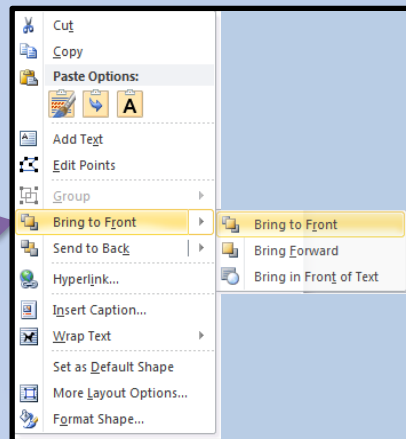 Cut
Copy
Paste Options:
A
Add Text
Edit Points
Group
Bring to Front
Send to Back
Hyperlink...
Insert Caption...
Wrap Text
Set as Default Shape
More Layout Options...
Format Shape...
Bring to Front
Bring Forward
Bring in Front of Text